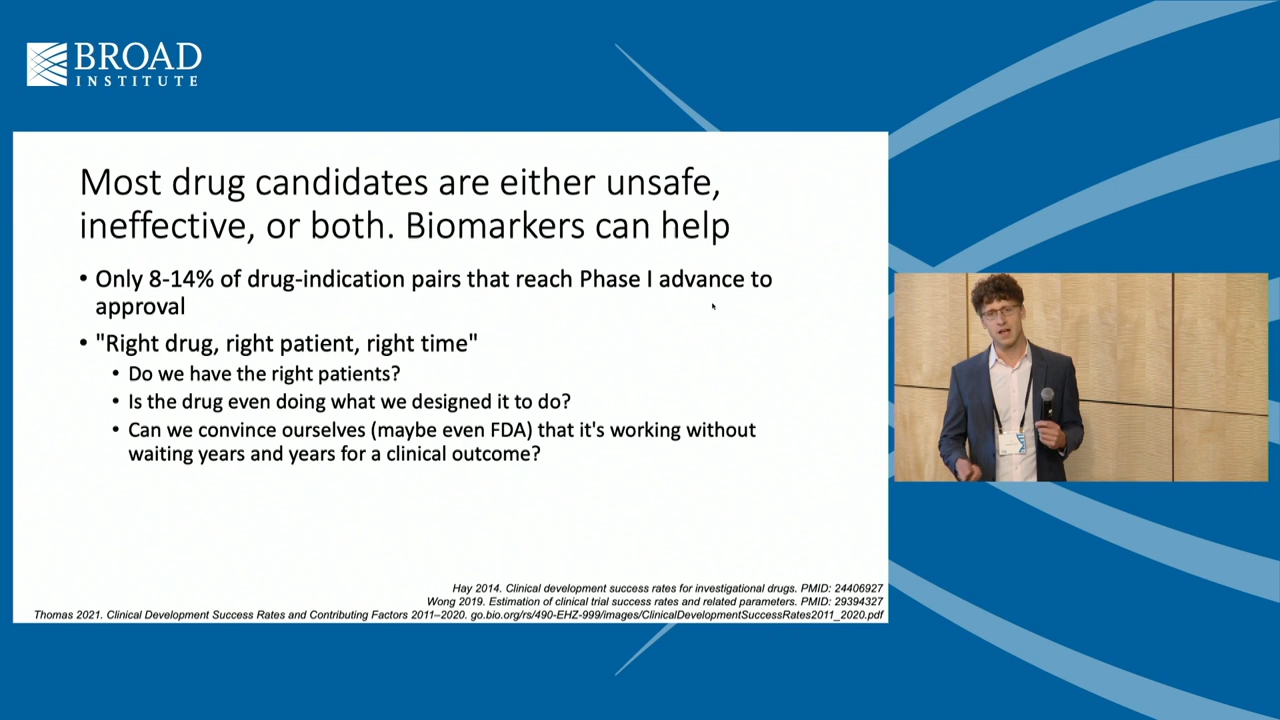 BROAD
INSTITUTE
Most drug candidates are either unsafe,
ineffective, or both. Biomarkers can help
• Only 8-14% of drug-indication pairs that reach Phase I advance to
approval
• "Right drug, right patient, right time"
• Do we have the right patients?
• Is the drug even doing what we designed it to do?
• Can we convince ourselves (maybe even FDA) that it's working without
waiting years and years for a clinical outcome?
Hay 2014. Clinical development success rates for investigational drugs. PMID: 24406927
Wong 2019. Estimation of clinical trial success rates and related parameters. PMID: 29394327
Thomas 2021. Clinical Development Success Rates and Contributing Factors 2011–2020. go.bio.org/rs/490-EHZ-999/images/ClinicalDevelopmentSuccessRates2011_2020.pdf